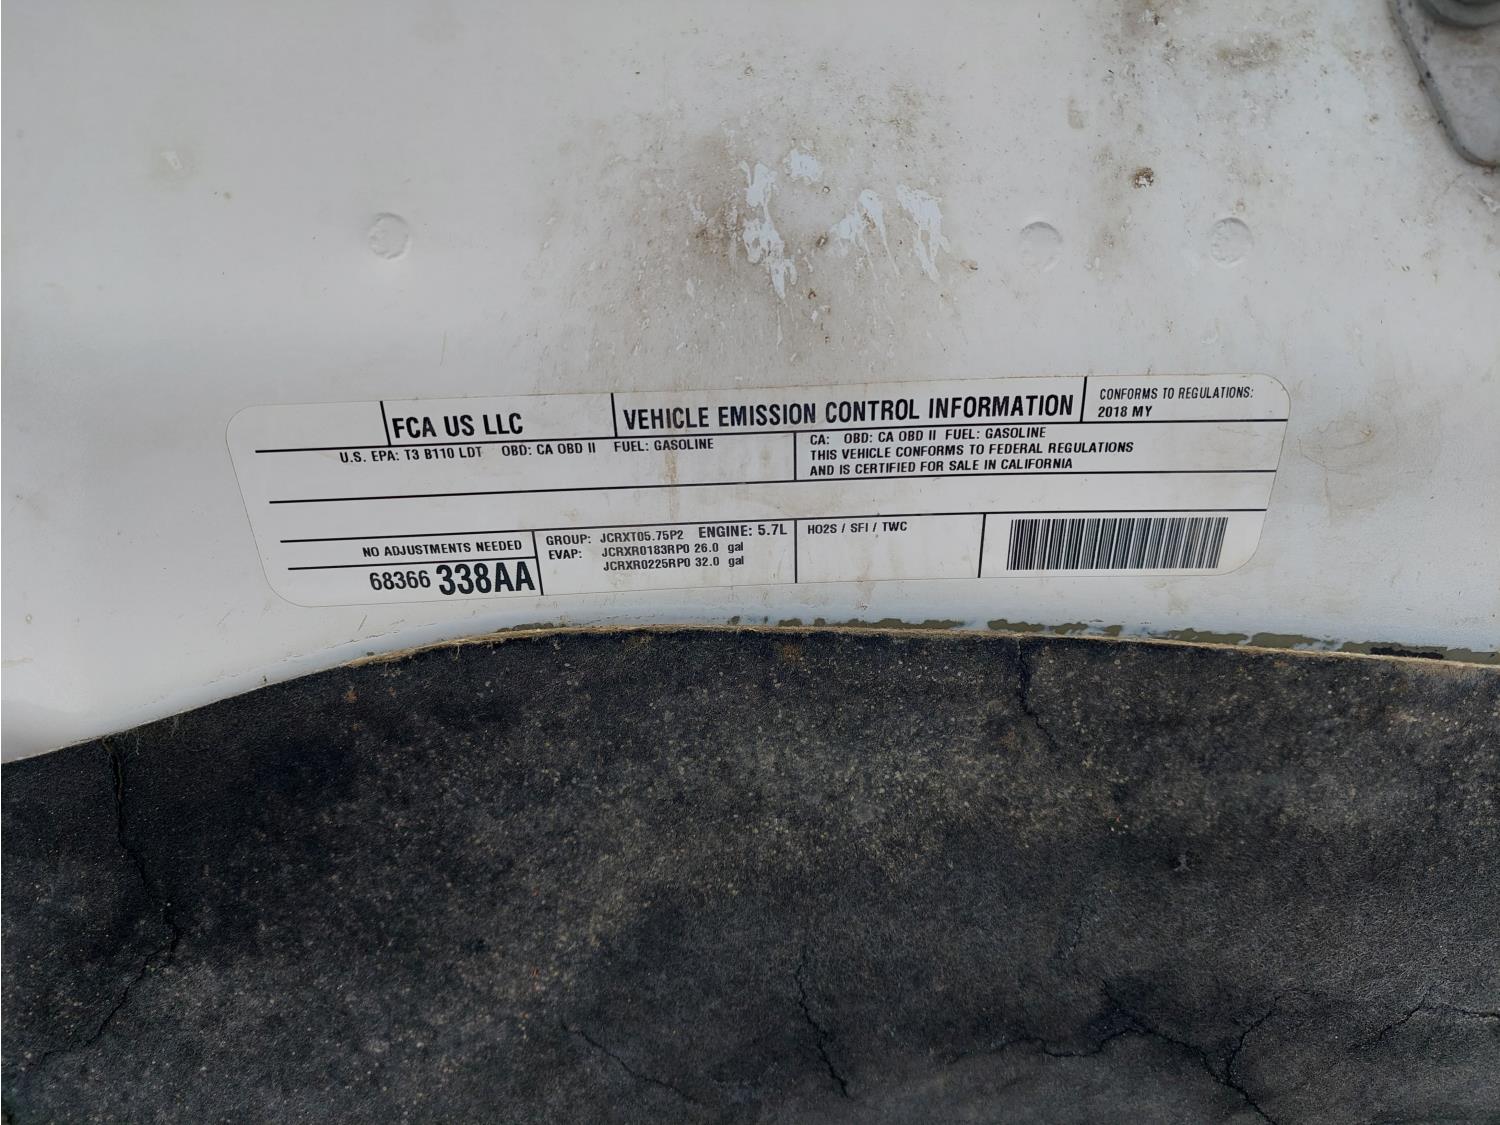 FCA US LLC
VEHICLE EMISSION CONTROL INFORMATION
CONFORMS TO REGULATIONS:
2018 MY
U.S. EPA: T3 B110 LDT OBD: CA OBD II FUEL: GASOLINE
CA: OBD: CA OBD II FUEL: GASOLINE
THIS VEHICLE CONFORMS TO FEDERAL REGULATIONS
AND IS CERTIFIED FOR SALE IN CALIFORNIA
NO ADJUSTMENTS NEEDED
68366 338AA
GROUP: JCRXT05.75P2 ENGINE: 5.7L
EVAP: JCRXR0183RP0 26.0 gal
JCRXR0225RP0 32.0 gal
HO2S / SFI / TWC